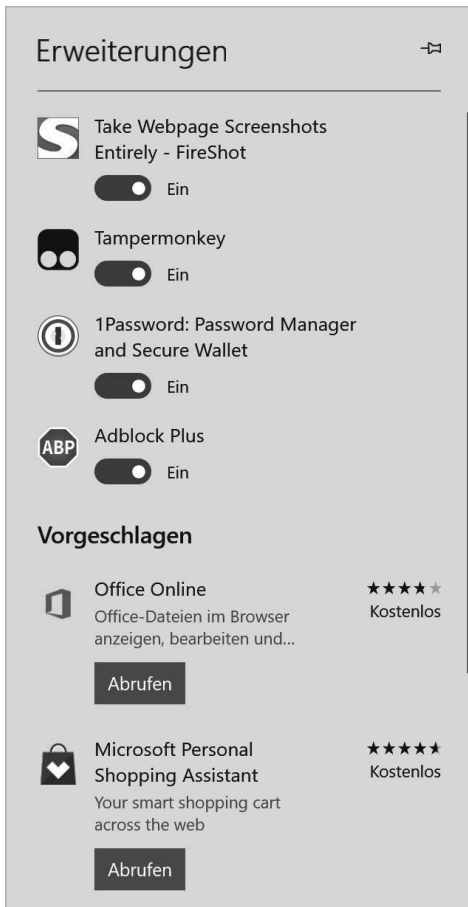 Erweiterungen
Take Webpage Screenshots
Entirely - FireShot
Ein
Tampermonkey
Ein
1Password: Password Manager
and Secure Wallet
Ein
ABP
Adblock Plus
Ein
Vorgeschlagen
Office Online
Kostenlos
Office-Dateien im Browser
anzeigen, bearbeiten und...
Abrufen
Microsoft Personal
Shopping Assistant
Kostenlos
Your smart shopping cart
across the web
Abrufen